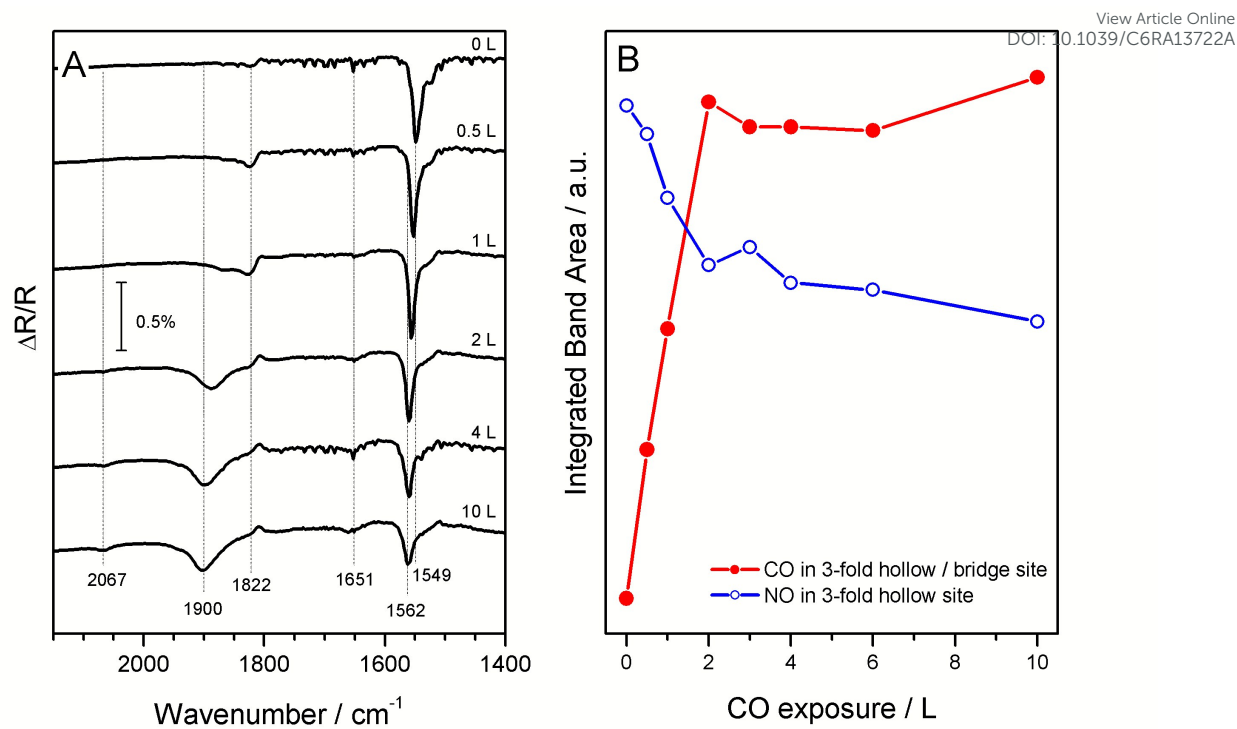 View Article Online
DOI: 10.1039/C6RA13722A
A
0 L
0.5 L
1 L
0.5%
2 L
4 L
10 L
2067
1900
1822
1651
1562
1549
ΔR/R
2000
1800
1600
1400
Wavenumber / cm⁻¹
B
Integrated Band Area / a.u.
CO in 3-fold hollow / bridge site
NO in 3-fold hollow site
0
2
4
6
8
10
CO exposure / L